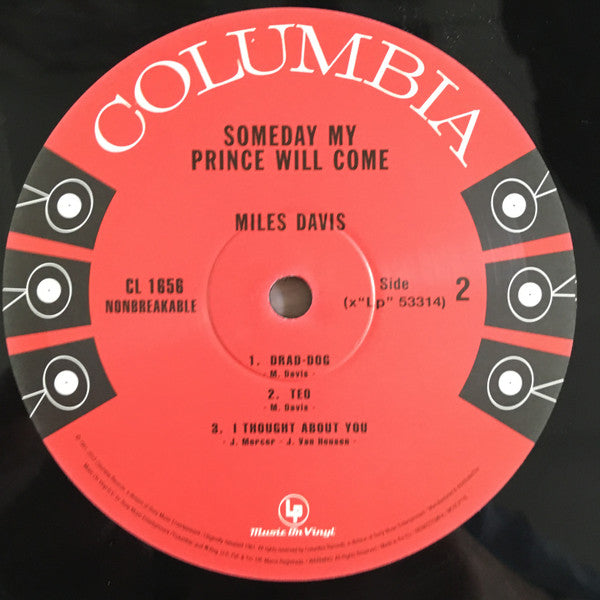 COLUMBIA
SOMEDAY MY
PRINCE WILL COME
MILES DAVIS
CL 1656
NONBREAKABLE
Side 2
(x"Lp" 53314)
1. DRAD-DOG
- M. Davis -
2. TEO
- M. Davis -
3. I THOUGHT ABOUT YOU
- J. Mercer - J. Van Heusen -
LP
Music On Vinyl